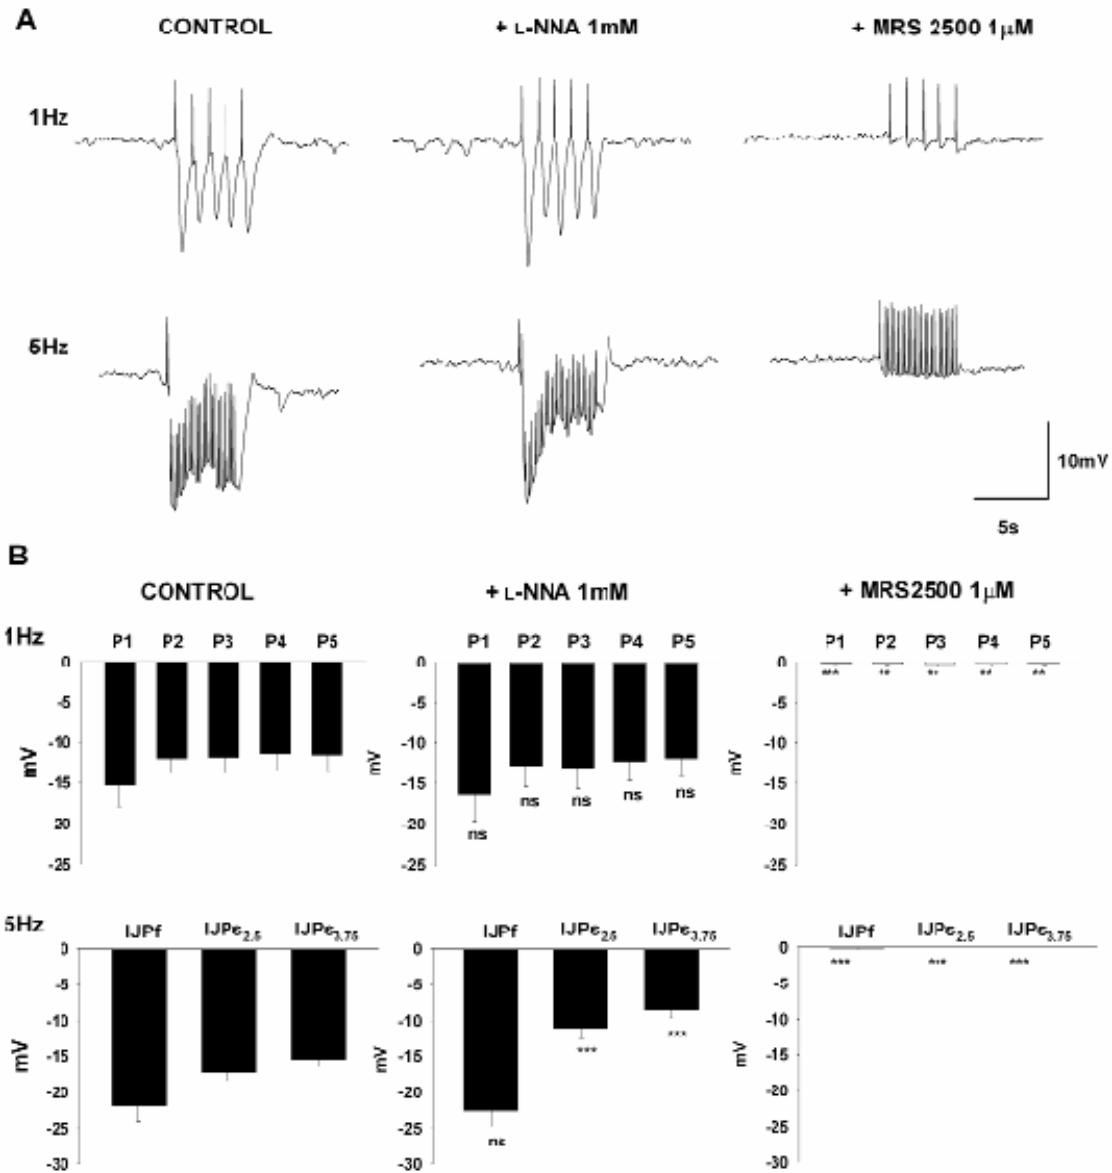 A
CONTROL + L-NNA 1mM + MRS 2500 1μM
1Hz
5Hz
10mV
5s
B
CONTROL + L-NNA 1mM + MRS2500 1μM
1Hz
P1 P2 P3 P4 P5
0
-5
-10
-15
20
-25
mV
ns ns ns ns ns
P1 P2 P3 P4 P5
0
-5
-10
-15
-20
-25
mV
P1 P2 P3 P4 P5
0
-5
-10
-15
-20
-25
mV
*** ** ** ** **
5Hz
IJPf IJPe2.5 IJPe3.75
0
-5
-10
-15
-20
-25
-30
mV
IJPf IJPe2.5 IJPe3.75
0
-5
-10
-15
-20
-25
-30
mV
ns *** ***
IJPf IJPe2.5 IJPe3.75
0
-5
-10
-15
-20
-25
-30
mV
*** *** ***